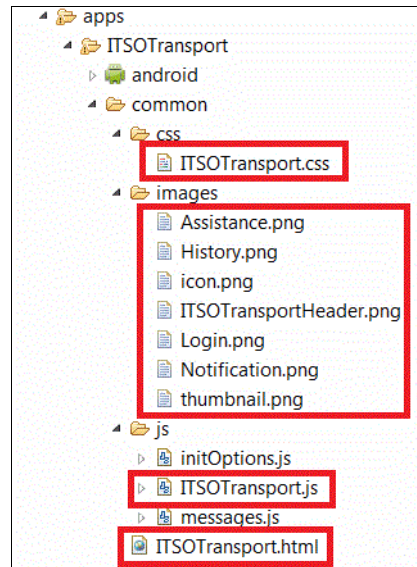 apps
ITSOTransport
android
common
css
ITSOTransport.css
images
Assistance.png
History.png
icon.png
ITSOTransportHeader.png
Login.png
Notification.png
thumbnail.png
js
initOptions.js
ITSOTransport.js
messages.js
ITSOTransport.html